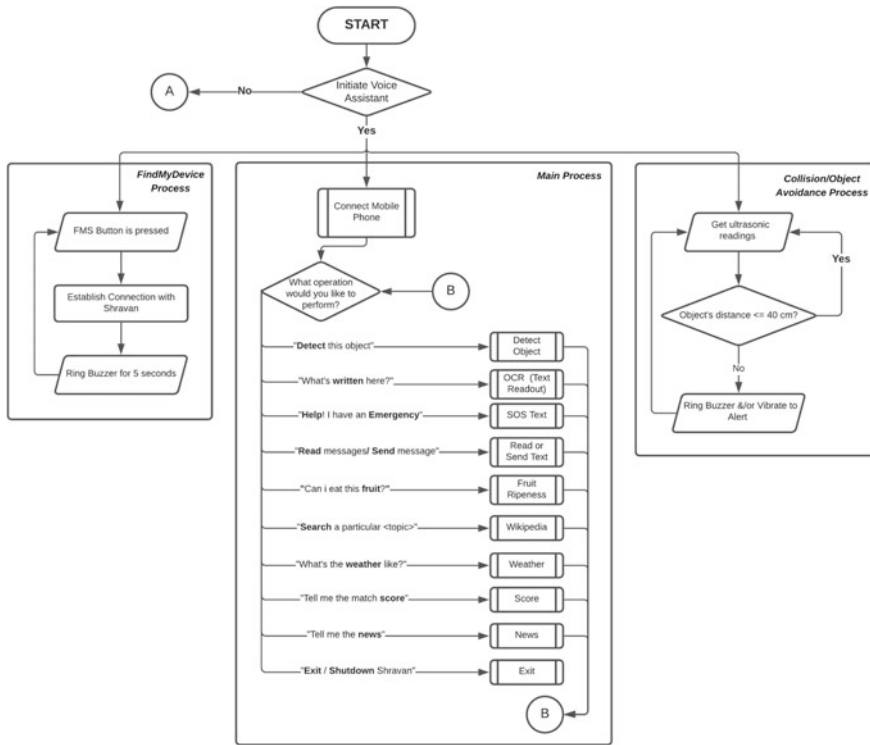 START
Initiate Voice
Assistant
No
A
Yes
FindMyDevice
Process
FMS Button is pressed
Establish Connection with
Shravan
Ring Buzzer for 5 seconds
Main Process
Connect Mobile
Phone
What operation
would you like to
perform?
B
"Detect this object"
Detect
Object
"What's written here?"
OCR (Text
Readout)
"Help! I have an Emergency"
SOS Text
"Read messages/ Send message"
Read or
Send Text
"Can i eat this fruit?"
Fruit
Ripeness
"Search a particular <topic>"
Wikipedia
"What's the weather like?"
Weather
"Tell me the match score"
Score
"Tell me the news"
News
"Exit / Shutdown Shravan"
Exit
B
Collision/Object
Avoidance Process
Get ultrasonic
readings
Yes
Object's distance <= 40 cm?
No
Ring Buzzer &/or Vibrate to
Alert